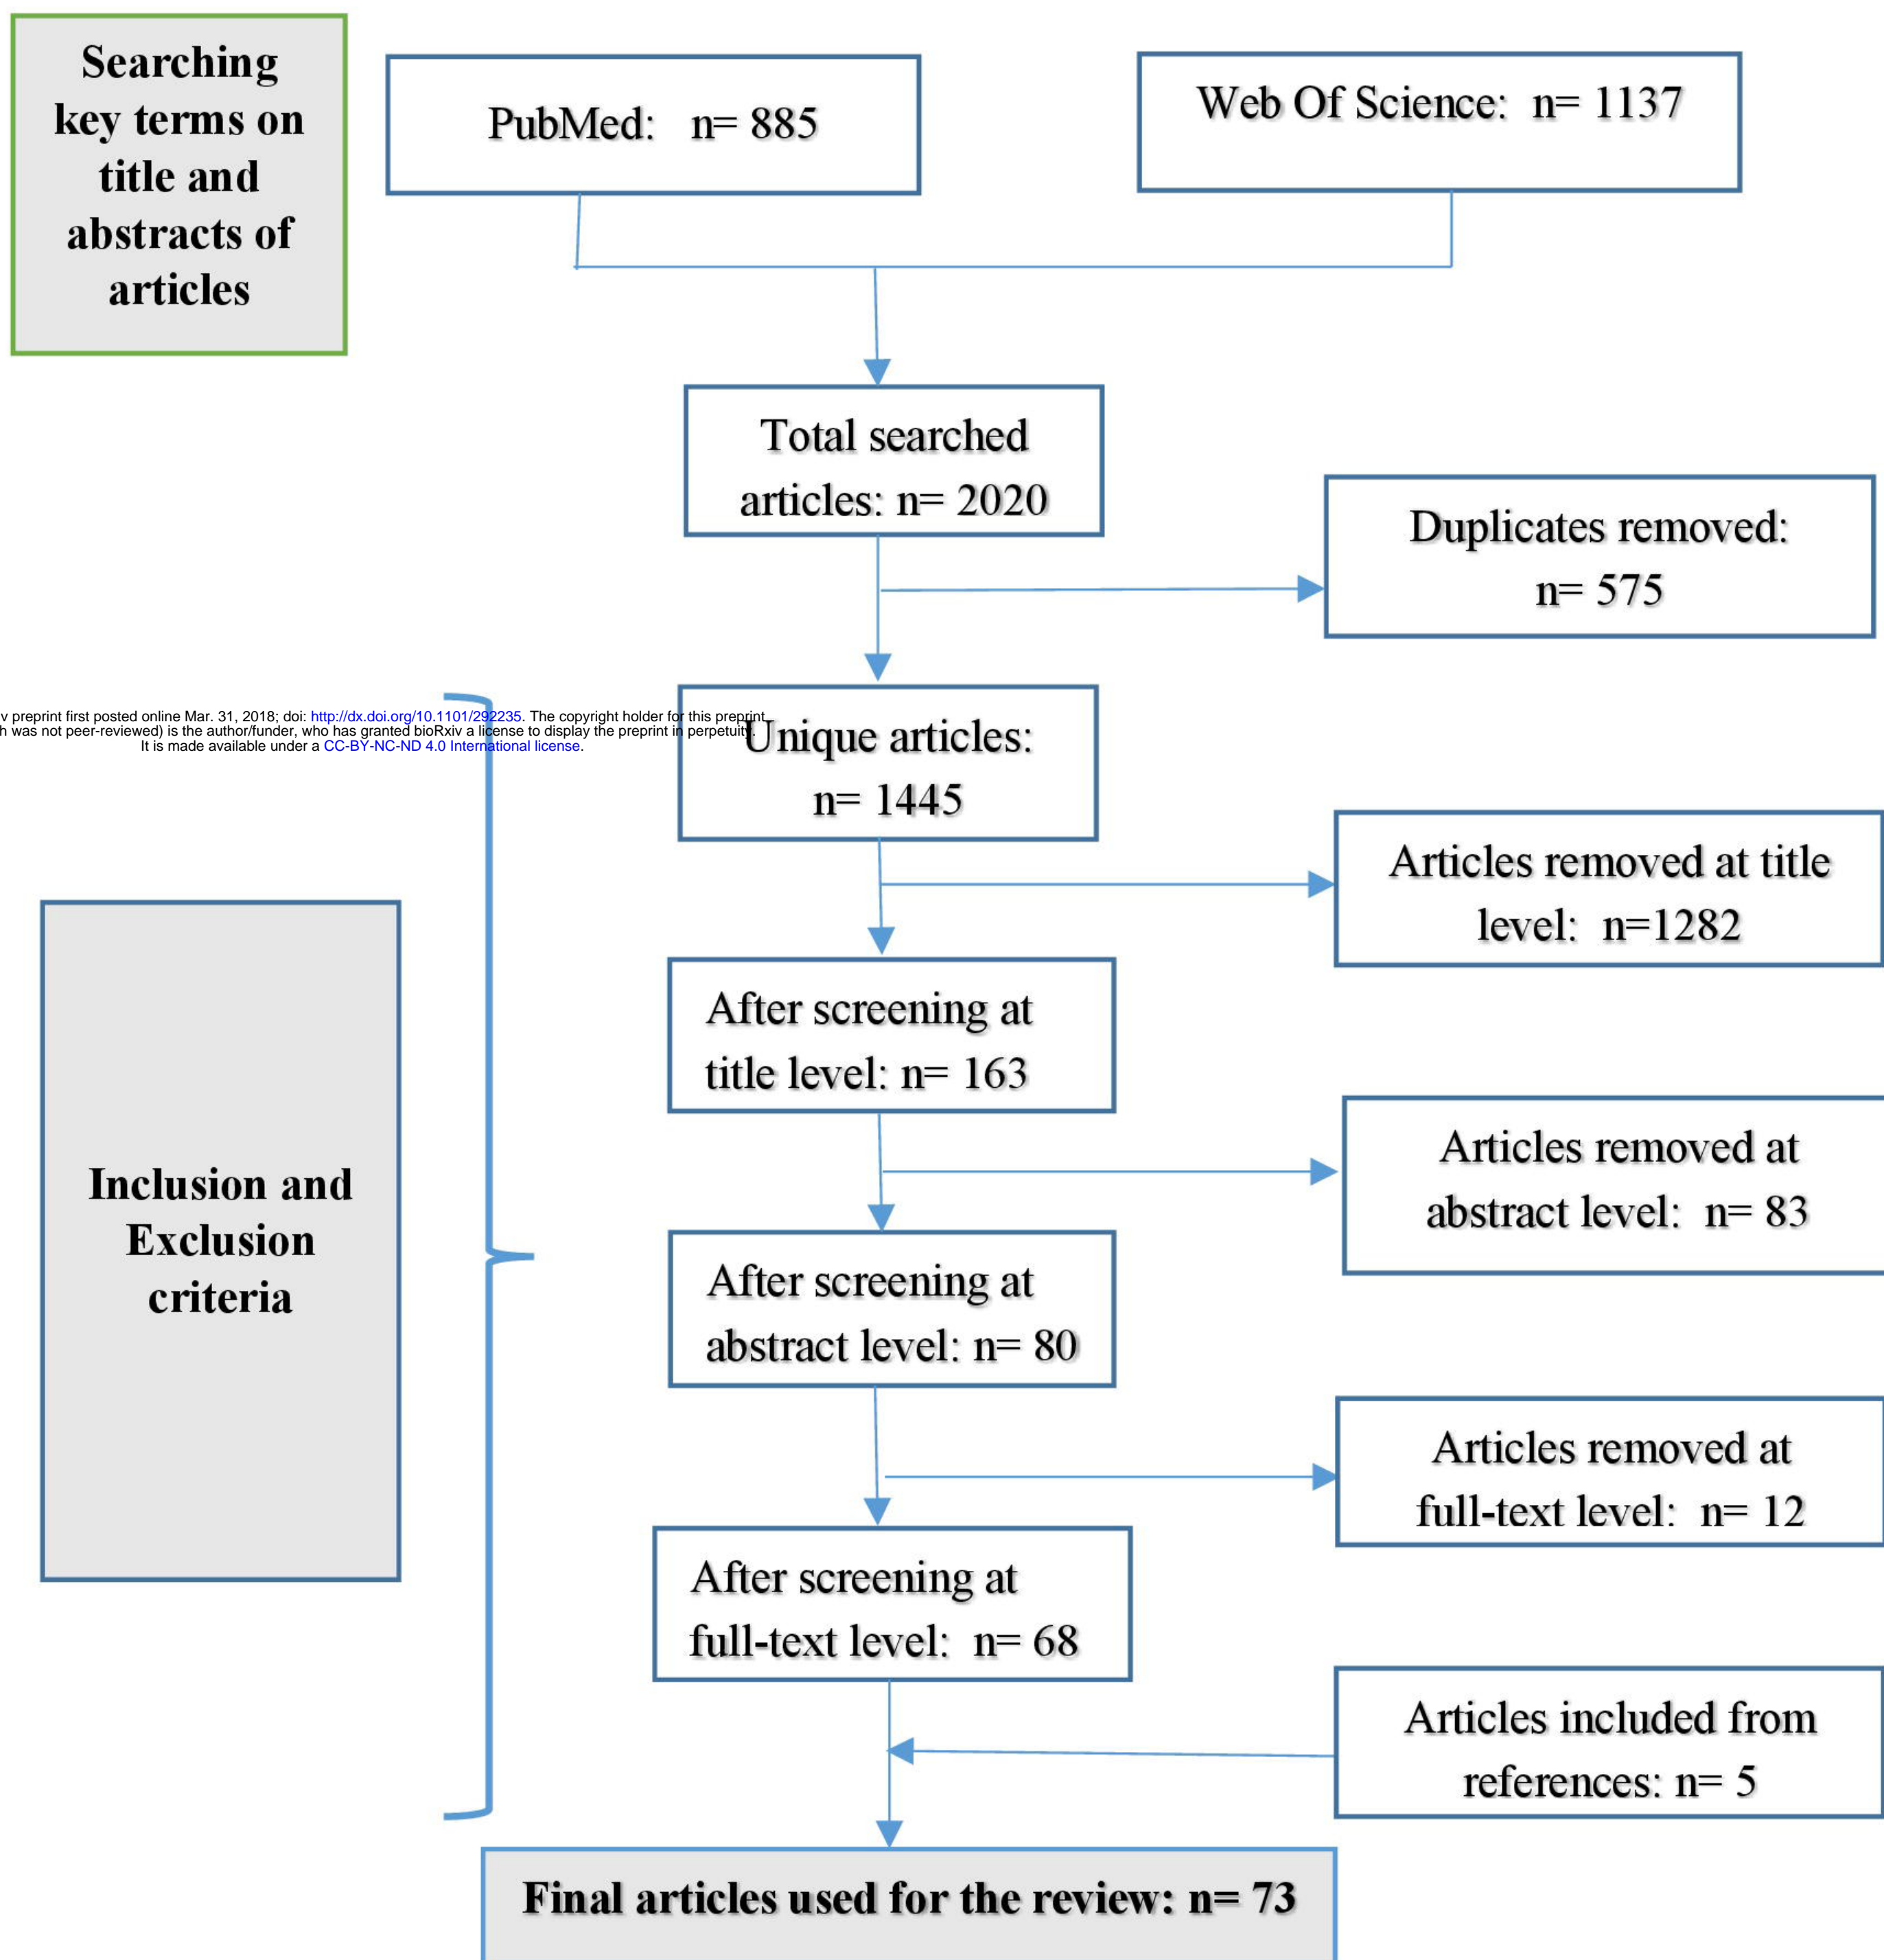 Searching
key terms on
title and
abstracts of
articles
PubMed: n= 885
Web Of Science: n= 1137
Total searched
articles: n= 2020
Duplicates removed:
n= 575
v preprint first posted online Mar. 31, 2018; doi: http://dx.doi.org/10.1101/292235. The copyright holder for this preprint
h was not peer-reviewed) is the author/funder, who has granted bioRxiv a license to display the preprint in perpetuity.
It is made available under a CC-BY-NC-ND 4.0 International license.
Unique articles:
n= 1445
Articles removed at title
level: n=1282
After screening at
title level: n= 163
Articles removed at
abstract level: n= 83
Inclusion and
Exclusion
criteria
After screening at
abstract level: n= 80
Articles removed at
full-text level: n= 12
After screening at
full-text level: n= 68
Articles included from
references: n= 5
Final articles used for the review: n= 73